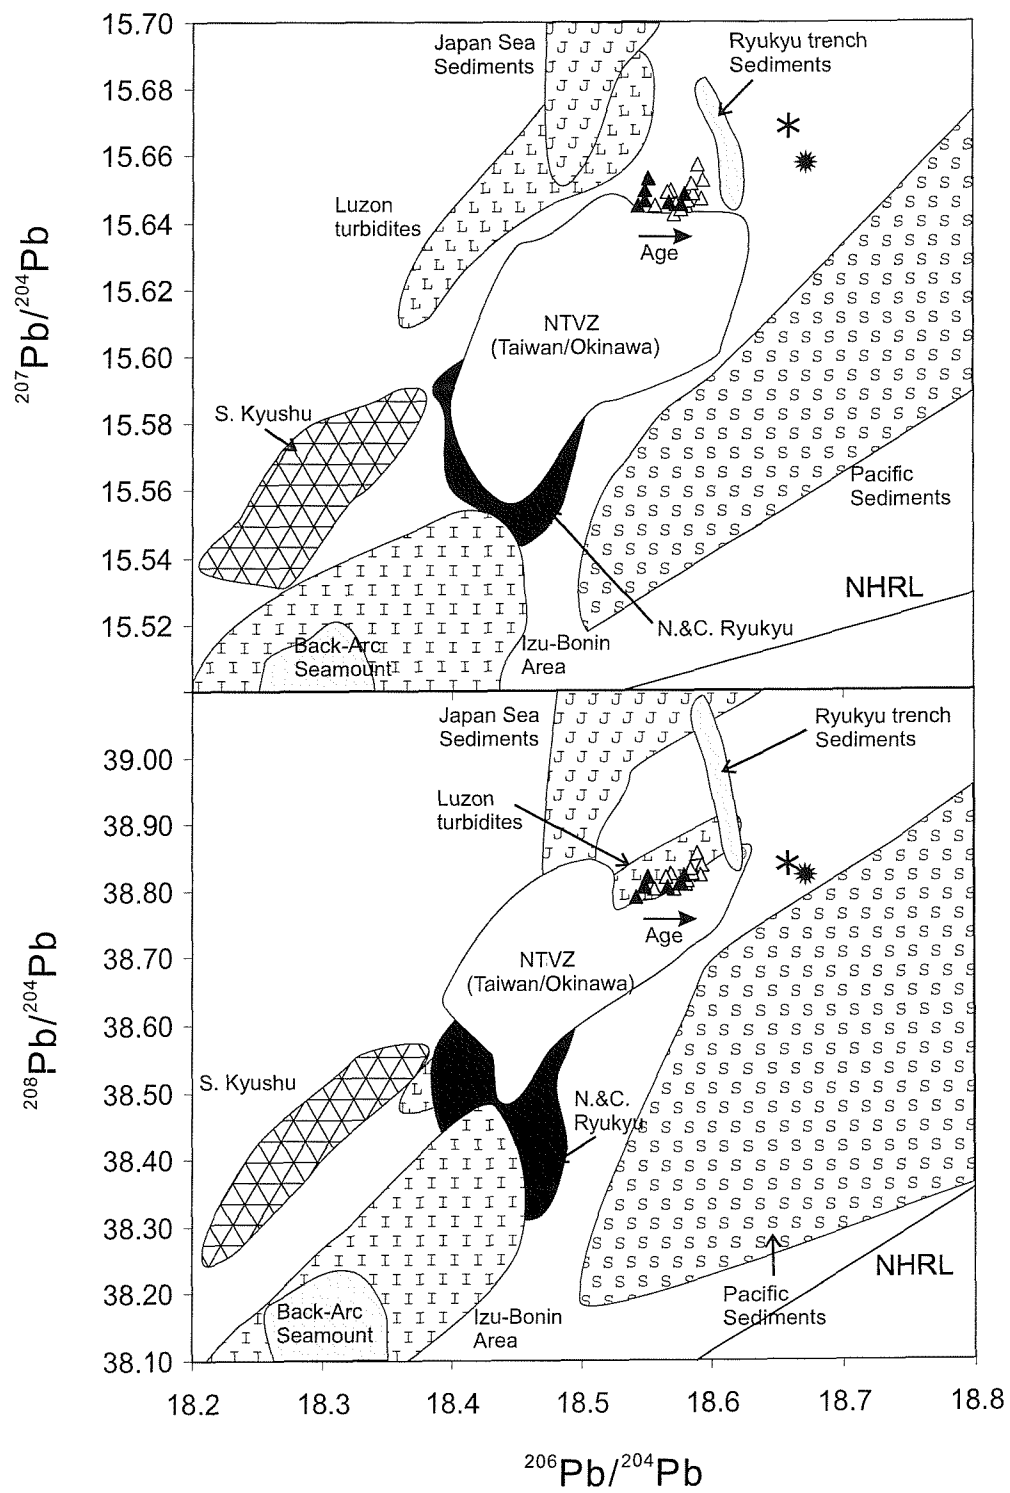 15.70
15.68
15.66
15.64
15.62
15.60
15.58
15.56
15.54
15.52
207Pb/204Pb
Japan Sea
Sediments
Ryukyu trench
Sediments
Luzon
turbidites
Age
NTVZ
(Taiwan/Okinawa)
S. Kyushu
Pacific
Sediments
NHRL
N.&C. Ryukyu
Izu-Bonin
Area
Back-Arc
Seamount
39.00
38.90
38.80
38.70
38.60
38.50
38.40
38.30
38.20
38.10
208Pb/204Pb
Japan Sea
Sediments
Ryukyu trench
Sediments
Luzon
turbidites
Age
NTVZ
(Taiwan/Okinawa)
S. Kyushu
N.&C.
Ryukyu
NHRL
Pacific
Sediments
Back-Arc
Seamount
Izu-Bonin
Area
18.2 18.3 18.4 18.5 18.6 18.7 18.8
206Pb/204Pb